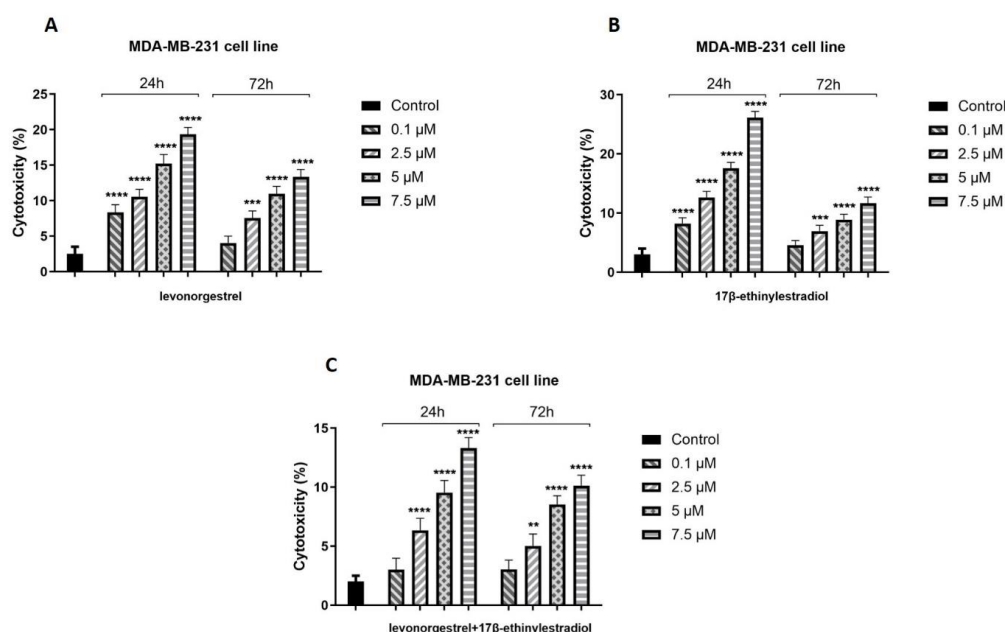 A
MDA-MB-231 cell line
24h 72h
25
20
15
10
5
0
Cytotoxicity (%)
**** **** **** **** *** **** ****
levonorgestrel
Control
0.1 µM
2.5 µM
5 µM
7.5 µM
B
MDA-MB-231 cell line
24h 72h
30
20
10
0
Cytotoxicity (%)
**** **** **** **** *** **** ****
17β-ethinylestradiol
Control
0.1 µM
2.5 µM
5 µM
7.5 µM
C
MDA-MB-231 cell line
24h 72h
15
10
5
0
Cytotoxicity (%)
**** **** **** ** **** ****
levonorgestrel+17β-ethinylestradiol
Control
0.1 µM
2.5 µM
5 µM
7.5 µM